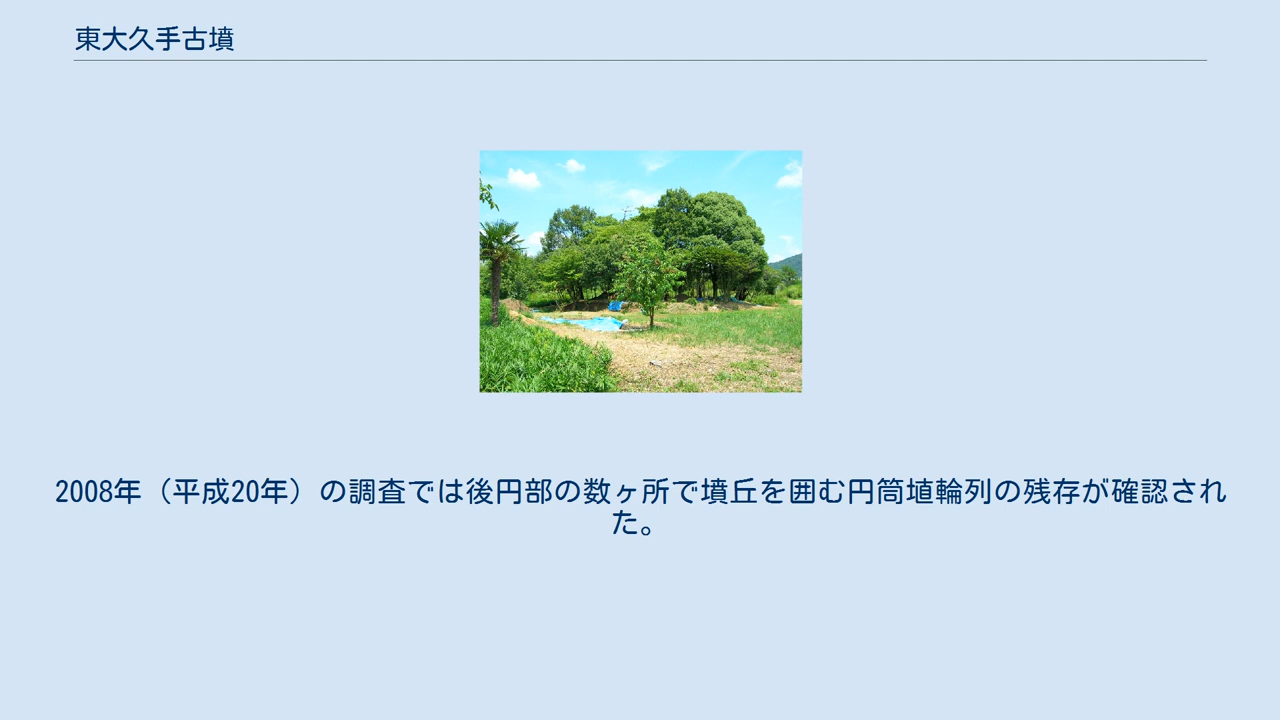 東大久手古墳
2008年（平成20年）の調査では後円部の数ヶ所で墳丘を囲む円筒埴輪列の残存が確認され
た。